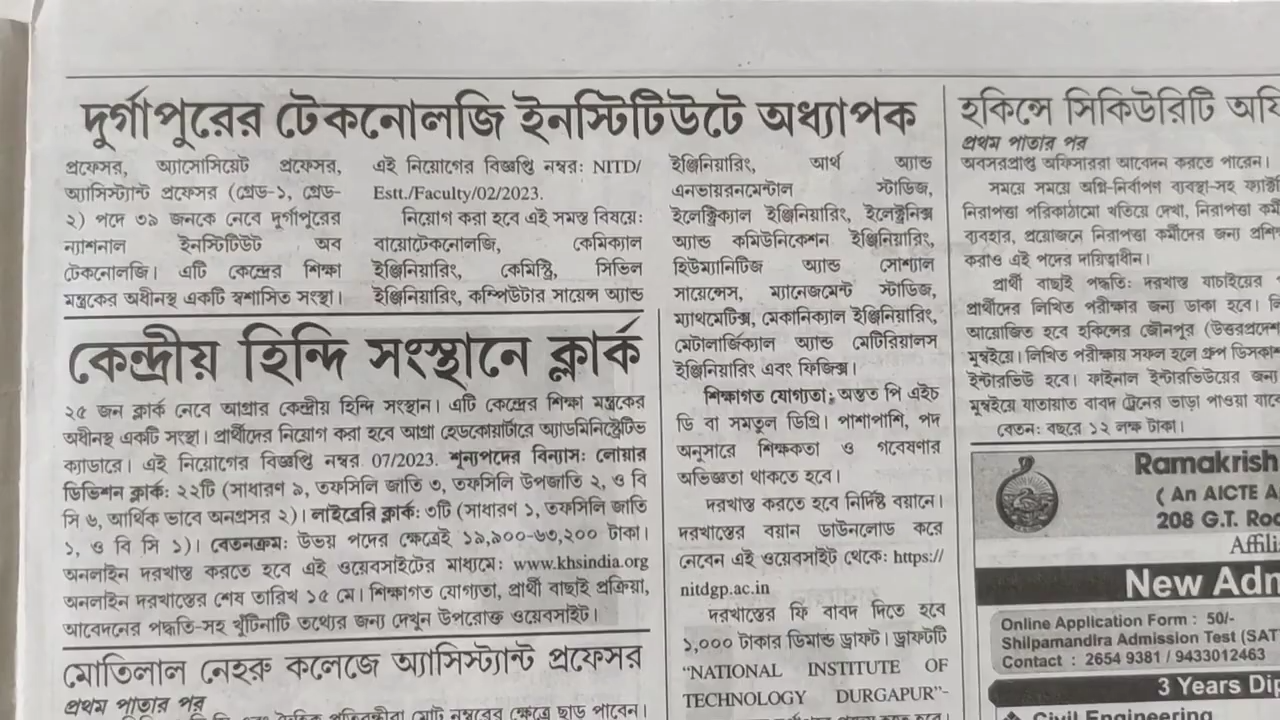 দুর্গাপুরের টেকনোলজি ইনস্টিটিউটে অধ্যাপক
প্রফেসর, অ্যাসোসিয়েট প্রফেসর,
অ্যাসিস্ট্যান্ট প্রফেসর (গ্রেড-১, গ্রেড-
২) পদে ৩৯ জনকে নেবে দুর্গাপুরের
ন্যাশনাল ইনস্টিটিউট অব
টেকনোলজি। এটি কেন্দ্রের শিক্ষা
মন্ত্রকের অধীনস্থ একটি স্বশাসিত সংস্থা।
এই নিয়োগের বিজ্ঞপ্তি নম্বর: NITD/
Estt./Faculty/02/2023.
নিয়োগ করা হবে এই সমস্ত বিষয়ে:
বায়োটেকনোলজি, কেমিক্যাল
ইঞ্জিনিয়ারিং, কেমিস্ট্রি, সিভিল
ইঞ্জিনিয়ারিং, কম্পিউটার সায়েন্স অ্যান্ড
ইঞ্জিনিয়ারিং, আর্থ অ্যান্ড
এনভায়রনমেন্টাল স্টাডিজ,
ইলেক্ট্রিক্যাল ইঞ্জিনিয়ারিং, ইলেক্ট্রনিক্স
অ্যান্ড কমিউনিকেশন ইঞ্জিনিয়ারিং,
হিউম্যানিটিজ অ্যান্ড সোশ্যাল
সায়েন্সেস, ম্যানেজমেন্ট স্টাডিজ,
ম্যাথমেটিক্স, মেকানিক্যাল ইঞ্জিনিয়ারিং,
মেটালার্জিক্যাল অ্যান্ড মেটিরিয়ালস
ইঞ্জিনিয়ারিং এবং ফিজিক্স।
শিক্ষাগত যোগ্যতা: অন্তত পি এইচ
ডি বা সমতুল ডিগ্রি। পাশাপাশি, পদ
অনুসারে শিক্ষকতা ও গবেষণার
অভিজ্ঞতা থাকতে হবে।
দরখাস্ত করতে হবে নির্দিষ্ট বয়ানে।
দরখাস্তের বয়ান ডাউনলোড করে
নেবেন এই ওয়েবসাইট থেকে: https://
nitdgp.ac.in
দরখাস্তের ফি বাবদ দিতে হবে
১,০০০ টাকার ডিমান্ড ড্রাফট। ড্রাফটটি
“NATIONAL INSTITUTE OF
TECHNOLOGY DURGAPUR”-
কেন্দ্রীয় হিন্দি সংস্থানে ক্লার্ক
২৫ জন ক্লার্ক নেবে আগ্রার কেন্দ্রীয় হিন্দি সংস্থান। এটি কেন্দ্রের শিক্ষা মন্ত্রকের
অধীনস্থ একটি সংস্থা। প্রার্থীদের নিয়োগ করা হবে আগ্রা হেডকোয়ার্টারে অ্যাডমিনিস্ট্রেটিভ
ক্যাডারে। এই নিয়োগের বিজ্ঞপ্তি নম্বর 07/2023. শূন্যপদের বিন্যাস: লোয়ার
ডিভিশন ক্লার্ক: ২২টি (সাধারণ ৯, তফসিলি জাতি ৩, তফসিলি উপজাতি ২, ও বি
সি ৬, আর্থিক ভাবে অনগ্রসর ২)। লাইব্রেরি ক্লার্ক: ৩টি (সাধারণ ১, তফসিলি জাতি
১, ও বি সি ১)। বেতনক্রম: উভয় পদের ক্ষেত্রেই ১৯,৯০০-৬৩,২০০ টাকা।
অনলাইন দরখাস্ত করতে হবে এই ওয়েবসাইটের মাধ্যমে: www.khsindia.org
অনলাইন দরখাস্তের শেষ তারিখ ১৫ মে। শিক্ষাগত যোগ্যতা, প্রার্থী বাছাই প্রক্রিয়া,
আবেদনের পদ্ধতি-সহ খুঁটিনাটি তথ্যের জন্য দেখুন উপরোক্ত ওয়েবসাইট।
মোতিলাল নেহরু কলেজে অ্যাসিস্ট্যান্ট প্রফেসর
প্রথম পাতার পর
হকিন্সে সিকিউরিটি
প্রথম পাতার পর
অবসরপ্রাপ্ত অফিসাররা আবেদন করতে পারেন।
সময়ে সময়ে অগ্নি-নির্বাপণ ব্যবস্থা-সহ
নিরাপত্তা পরিকাঠামো খতিয়ে দেখা, নিরাপত্তা
ব্যবহার, প্রয়োজনে নিরাপত্তা কর্মীদের জন্য
করাও এই পদের দায়িত্বাধীন।
প্রার্থী বাছাই পদ্ধতি: দরখাস্ত যাচাইয়ের
প্রার্থীদের লিখিত পরীক্ষার জন্য ডাকা হবে।
আয়োজিত হবে হকিন্সের জৌনপুর
মুম্বইয়ে। লিখিত পরীক্ষায় সফল হলে গ্রুপ
ইন্টারভিউ হবে। ফাইনাল ইন্টারভিউয়ের জন্য
মুম্বইয়ে যাতায়াত বাবদ ট্রেনের ভাড়া পাওয়া
বেতন: বছরে ১২ লক্ষ টাকা।
Ramakrish
( An AICTE A
208 G.T. Roa
Affili
New Adm
Online Application Form : 50/-
Shilpamandira Admission Test (SAT
Contact : 2654 9381 / 9433012463
3 Years Dip
Civil Engineering